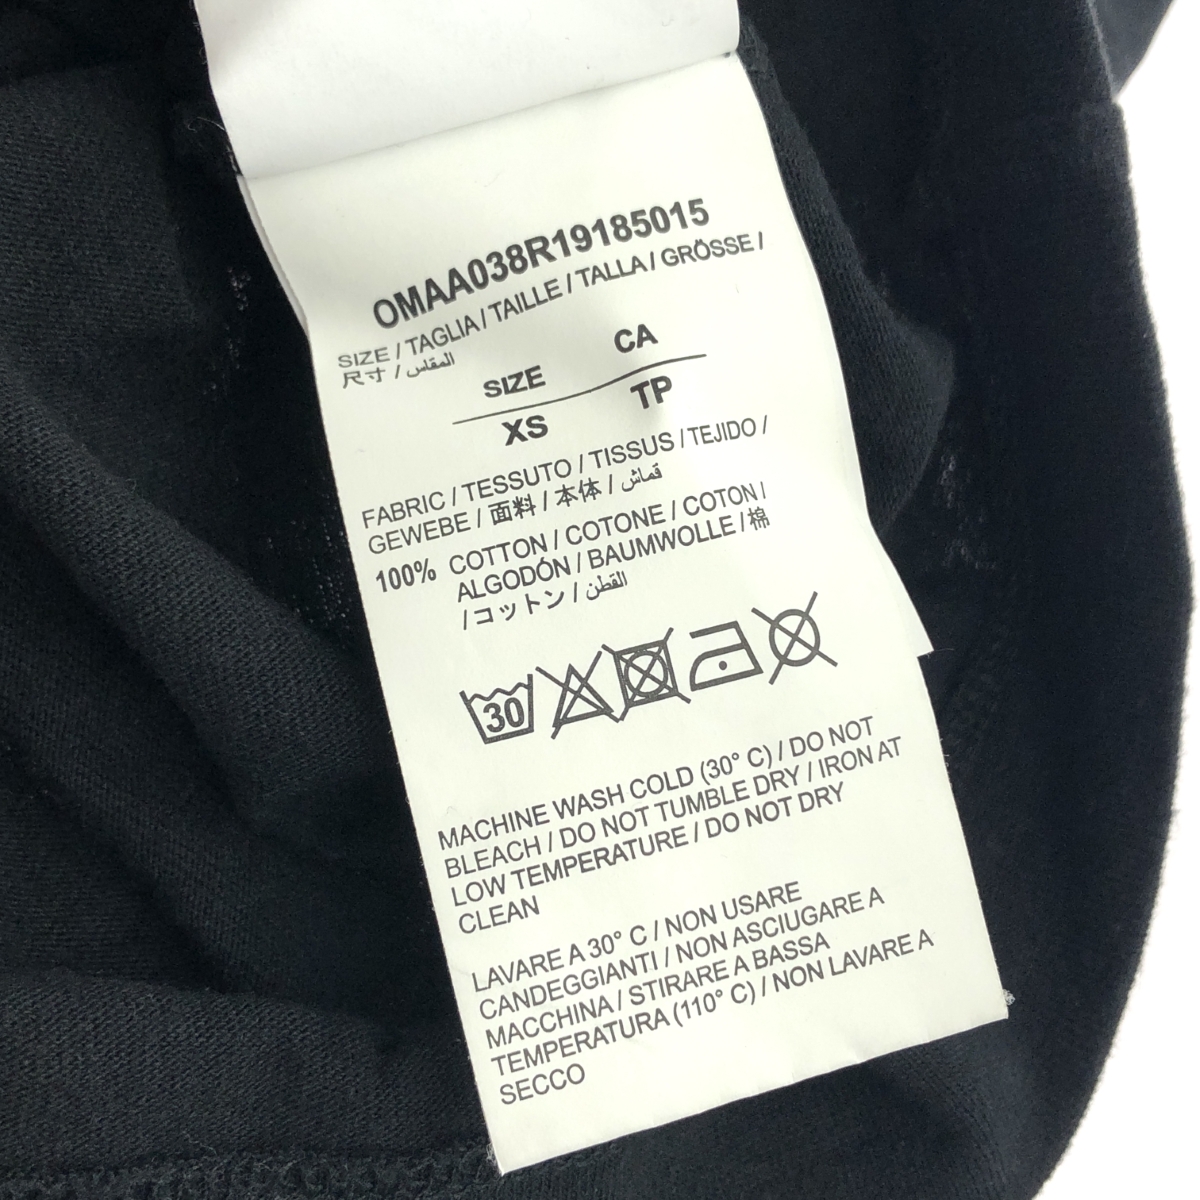 OMAA038R19185015
SIZE / TAGLIA / TAILLE / TALLA / GRÖSSE /
尺寸 / المقاس
SIZE CA
XS TP
FABRIC / TESSUTO / TISSUS / TEJIDO /
GEWEBE / 面料 / 本体 / قماش
100% COTTON / COTONE / COTON /
ALGODÓN / BAUMWOLLE / 棉
/ コットン / القطن
30
MACHINE WASH COLD (30° C) / DO NOT
BLEACH / DO NOT TUMBLE DRY / IRON AT
LOW TEMPERATURE / DO NOT DRY
CLEAN
LAVARE A 30° C / NON USARE
CANDEGGIANTI / NON ASCIUGARE A
MACCHINA / STIRARE A BASSA
TEMPERATURA (110° C) / NON LAVARE A
SECCO